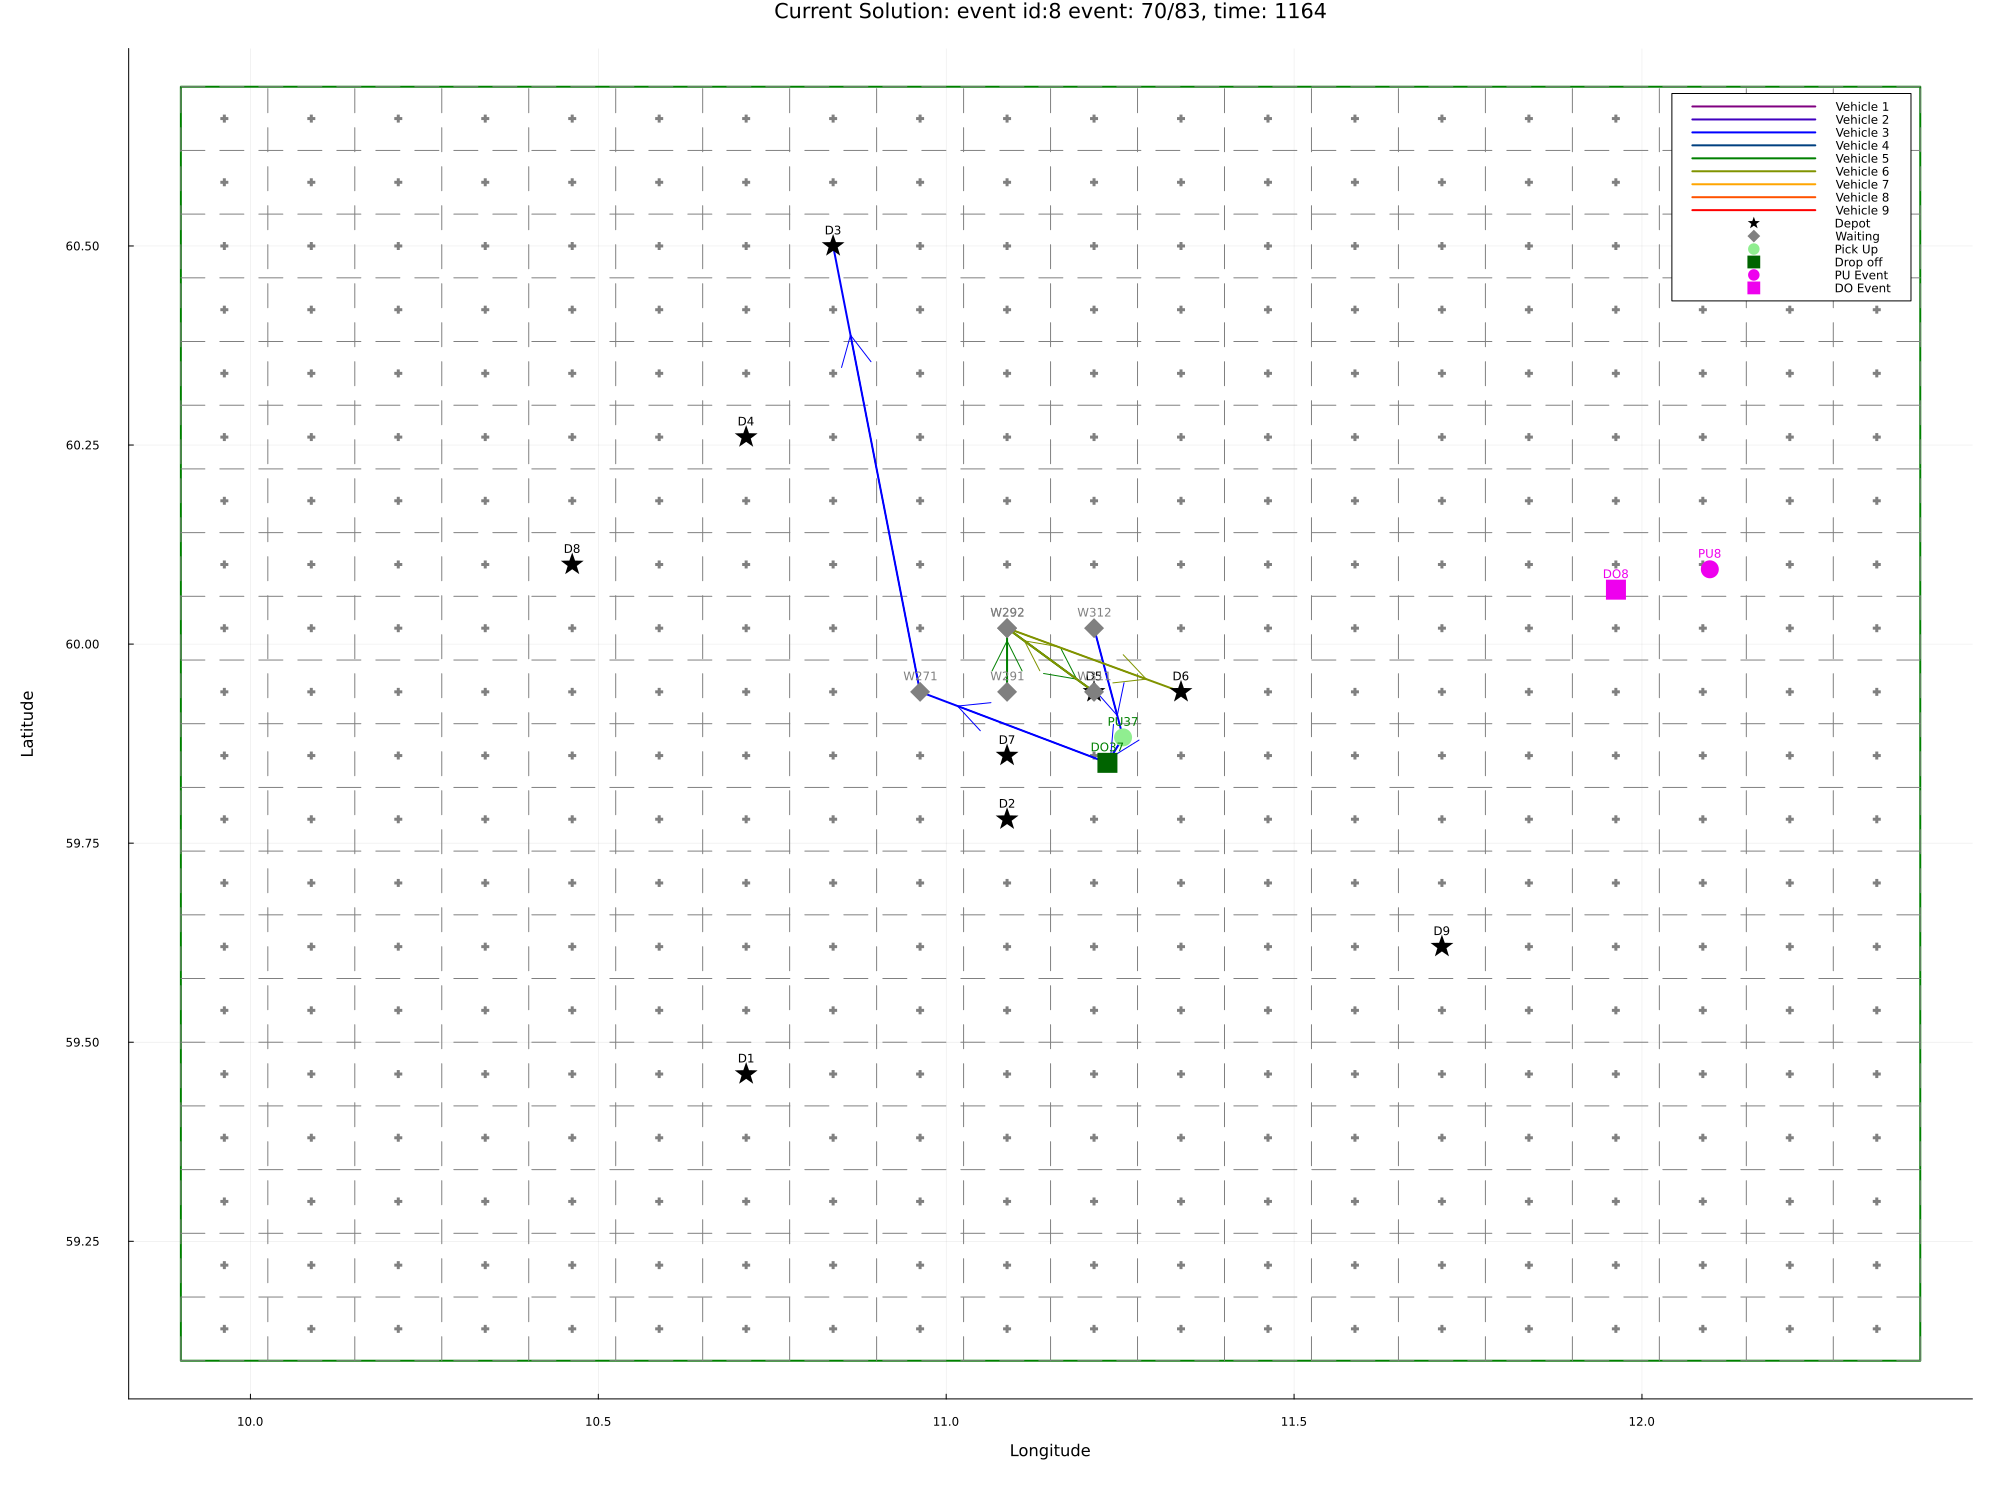 Current Solution: event id:8 event: 70/83, time: 1164
Vehicle 1
Vehicle 2
Vehicle 3
Vehicle 4
Vehicle 5
Vehicle 6
Vehicle 7
Vehicle 8
Vehicle 9
Depot
Waiting
Pick Up
Drop off
PU Event
DO Event
D3
60.50
D4
60.25
D8
PU8
DO8
W292
W312
60.00
W271
W291
D5
D6
PU37
D7
DO37
D2
59.75
D9
59.50
D1
59.25
10.0
10.5
11.0
11.5
12.0
Longitude
Latitude